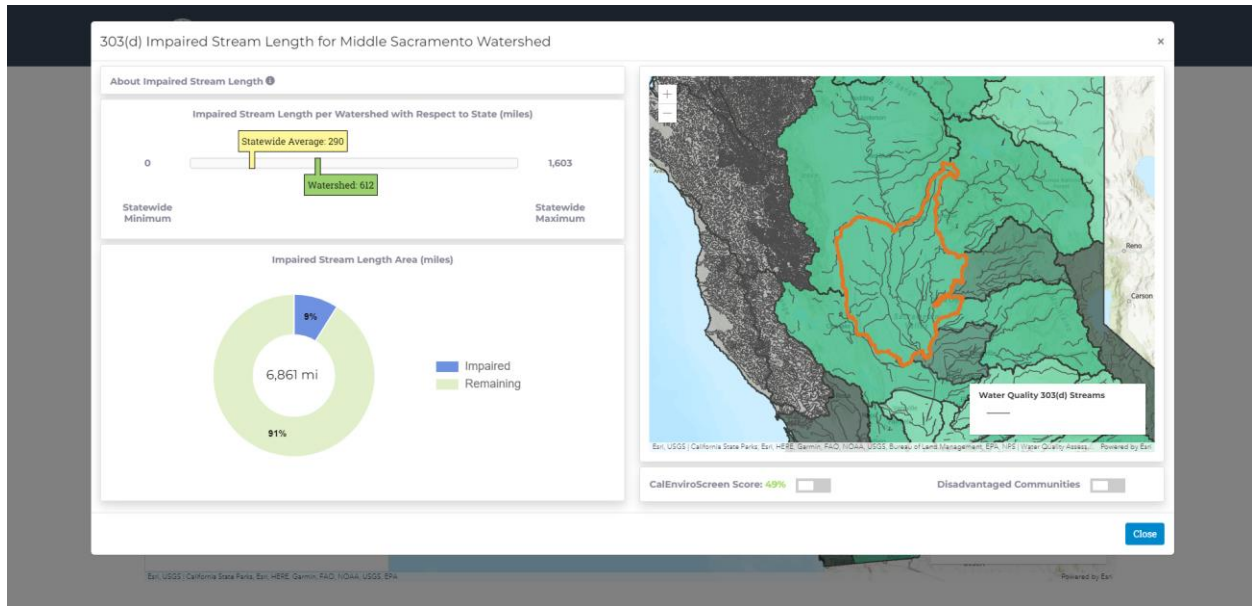 303(d) Impaired Stream Length for Middle Sacramento Watershed
×
About Impaired Stream Length
Impaired Stream Length per Watershed with Respect to State (miles)
Statewide Average: 290
0
1,603
Watershed: 612
Statewide
Minimum
Statewide
Maximum
Impaired Stream Length Area (miles)
9%
6,861 mi
91%
Impaired
Remaining
+
−
Redding
Reno
Carson
Water Quality 303(d) Streams
Esri, USGS | California State Parks, Esri, HERE, Garmin, FAO, NOAA, USGS, Bureau of Land Management, EPA, NPS | Water Quality Assess...
Powered by Esri
CalEnviroScreen Score: 49%
Disadvantaged Communities
Close
Esri, USGS | California State Parks, Esri, HERE, Garmin, FAO, NOAA, USGS, EPA
Powered by Esri